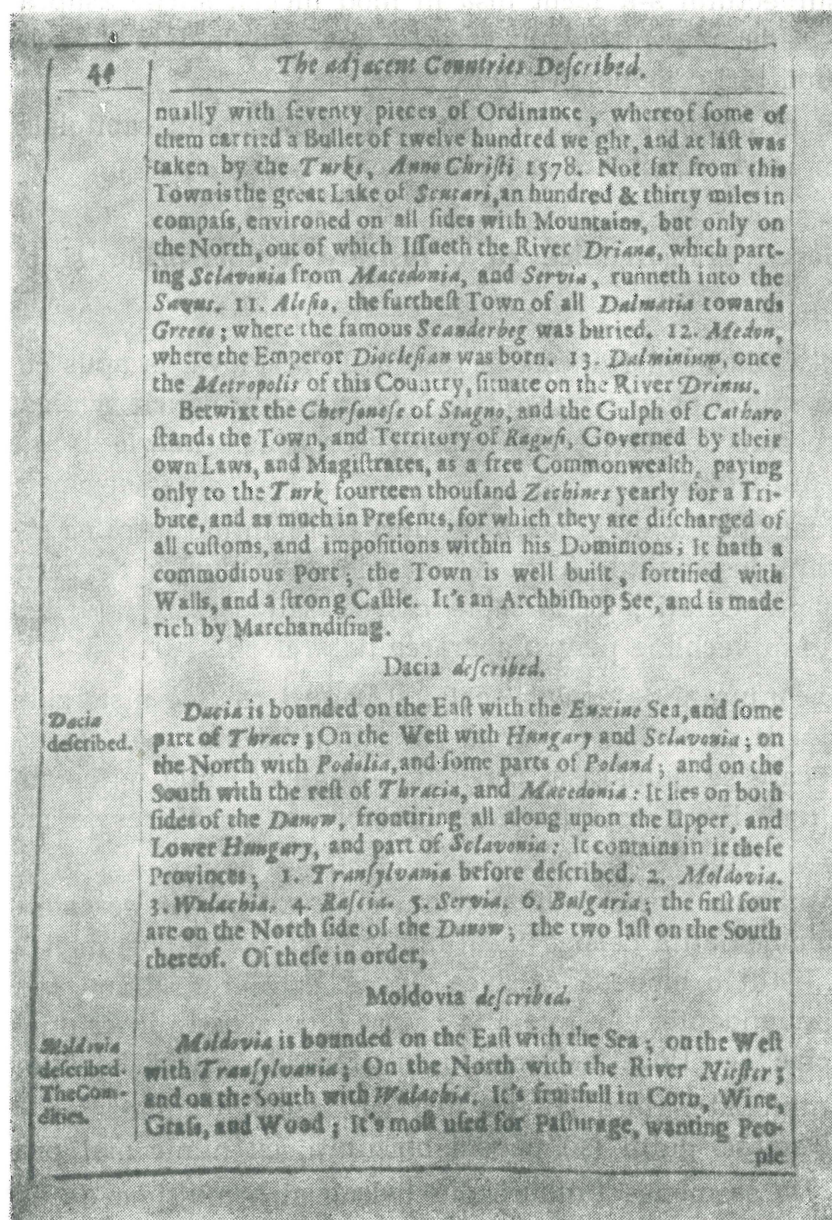 44
The adjacent Countries Deſcribed.
nually with ſeventy pieces of Ordinance, whereof ſome of
them carried a Bullet of twelve hundred we ght, and at laſt was
taken by the Turks, Anno Chriſti 1578. Not far from this
Town is the great Lake of Scutari, an hundred & thirty miles in
compaſs, environed on all ſides with Mountains, but only on
the North, out of which Iſſueth the River Driana, which part-
ing Sclavonia from Macedonia, and Servia, runneth into the
Savus. 11. Aleſio, the furtheſt Town of all Dalmatia towards
Greece; where the famous Scanderbeg was buried. 12. Medon,
where the Emperor Diocleſian was born. 13. Dalminium, once
the Metropolis of this Country, ſituate on the River Drinus.
Betwixt the Cherſoneſe of Stagno, and the Gulph of Catharo
ſtands the Town, and Territory of Raguſi, Governed by their
own Laws, and Magiſtrates, as a free Commonwealth, paying
only to the Turk fourteen thouſand Zechines yearly for a Tri-
bute, and as much in Preſents, for which they are diſcharged of
all cuſtoms, and impoſitions within his Dominions; It hath a
commodious Port; the Town is well built, fortified with
Walls, and a ſtrong Caſtle. It's an Archbiſhop See, and is made
rich by Marchandiſing.
Dacia deſcribed.
Dacia
deſcribed.
Dacia is bounded on the Eaſt with the Euxine Sea, and ſome
part of Thrace; On the Weſt with Hungary and Sclavonia; on
the North with Podolia, and ſome parts of Poland; and on the
South with the reſt of Thracia, and Macedonia: It lies on both
ſides of the Danow, frontiring all along upon the Upper, and
Lower Hungary, and part of Sclavonia: It contains in it theſe
Provinces; 1. Tranſylvania before deſcribed. 2. Moldovia.
3. Walachia. 4. Raſcia. 5. Servia. 6. Bulgaria; the firſt four
are on the North ſide of the Danow; the two laſt on the South
thereof. Of theſe in order,
Moldovia deſcribed.
Moldovia
deſcribed.
The Com-
dities.
Moldovia is bounded on the Eaſt with the Sea; on the Weſt
with Tranſylvania; On the North with the River Nieſter;
and on the South with Walachia. It's fruitfull in Corn, Wine,
Graſs, and Wood; It's moſt uſed for Paſturage, wanting Peo-
ple